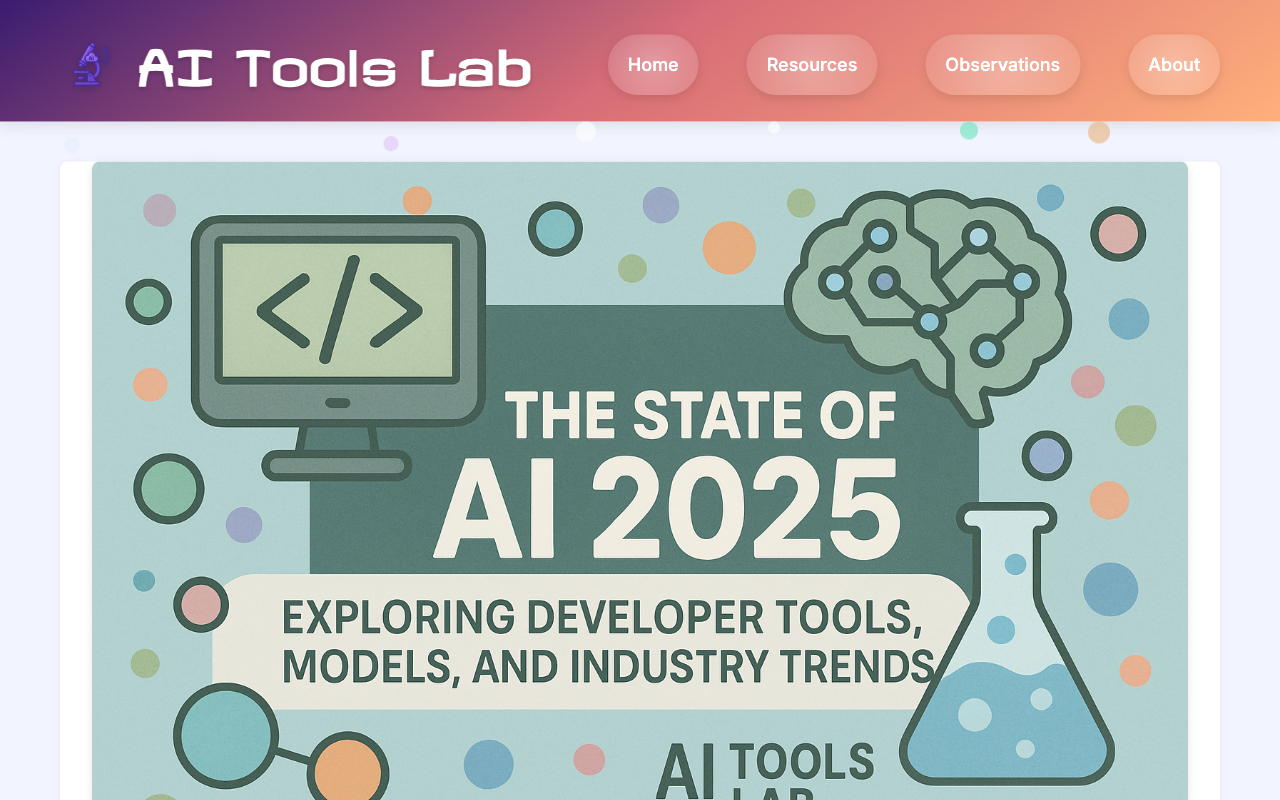 AI Tools Lab
Home
Resources
Observations
About
</>
THE STATE OF
AI 2025
EXPLORING DEVELOPER TOOLS,
MODELS, AND INDUSTRY TRENDS
AI TOOLS
LAB